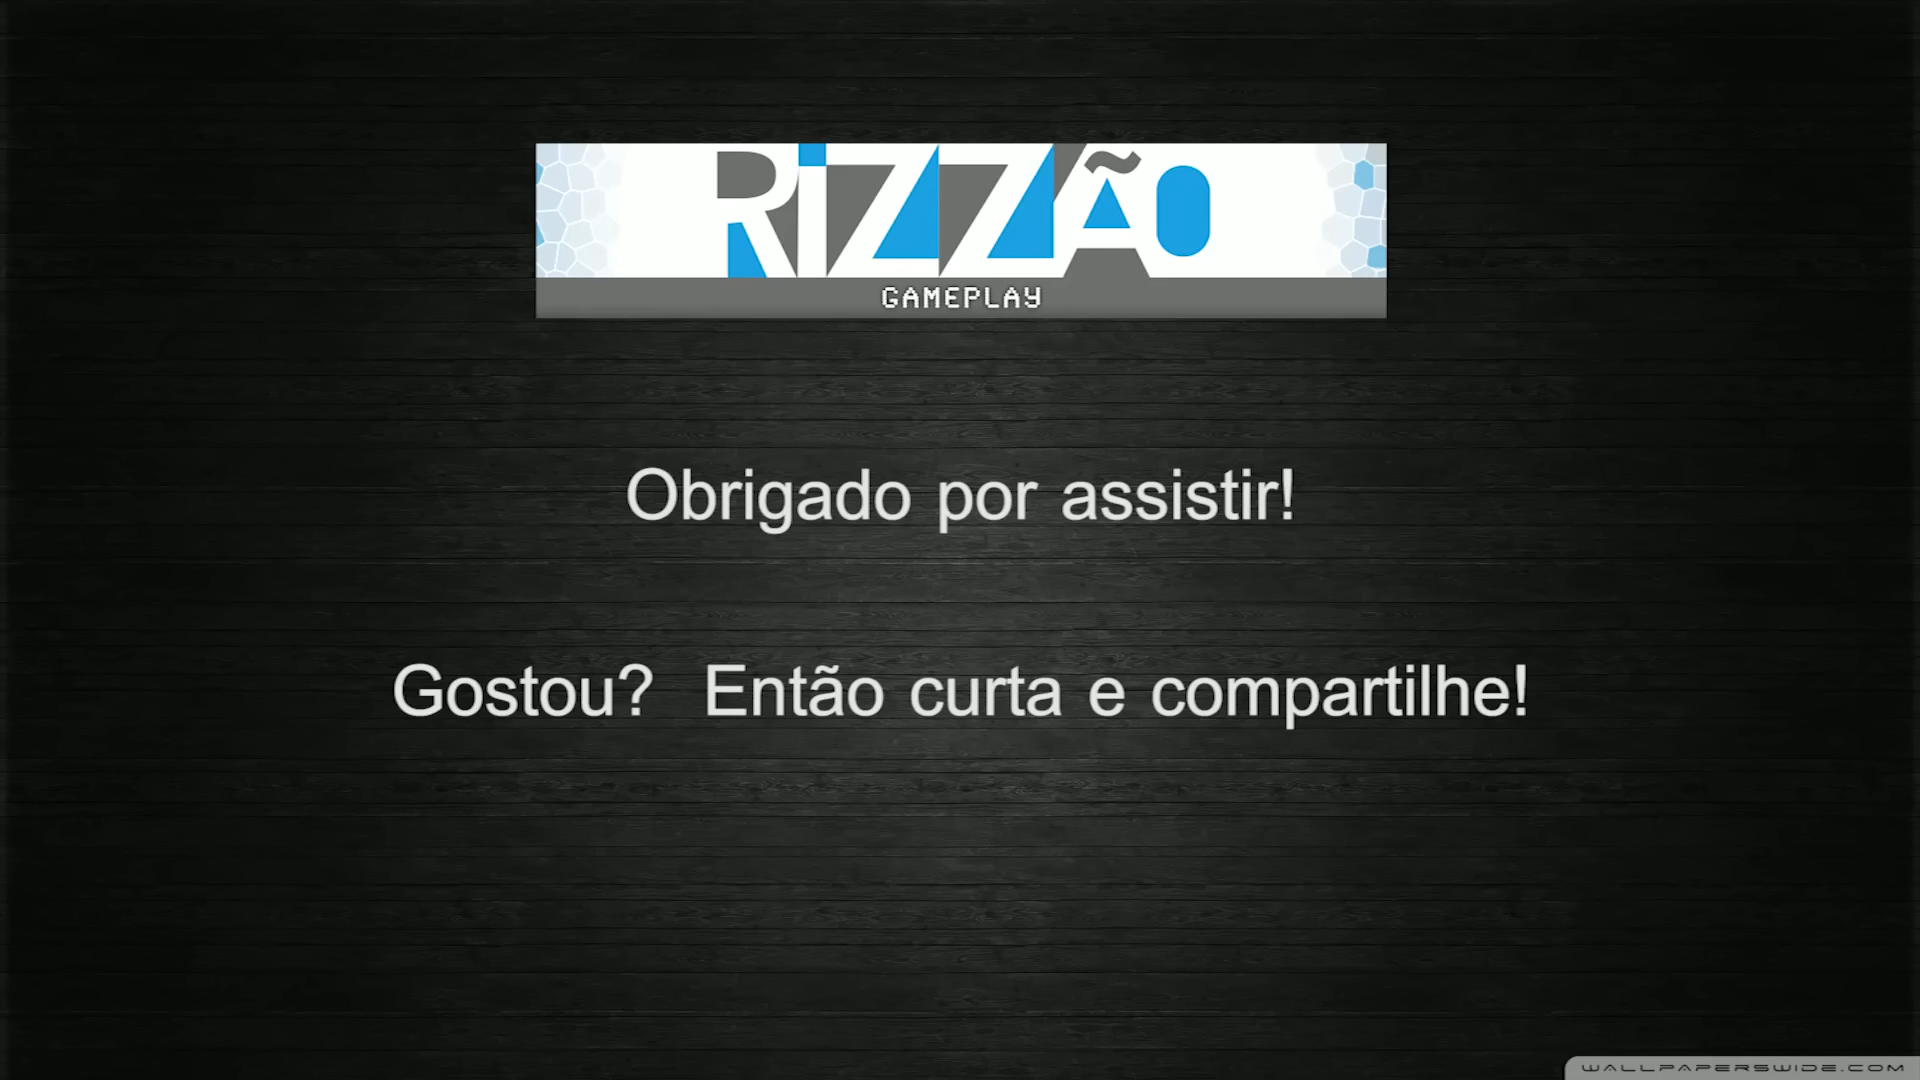 RiZZÃO
GAMEPLAY
Obrigado por assistir!
Gostou? Então curta e compartilhe!
WALLPAPERSWIDE.COM